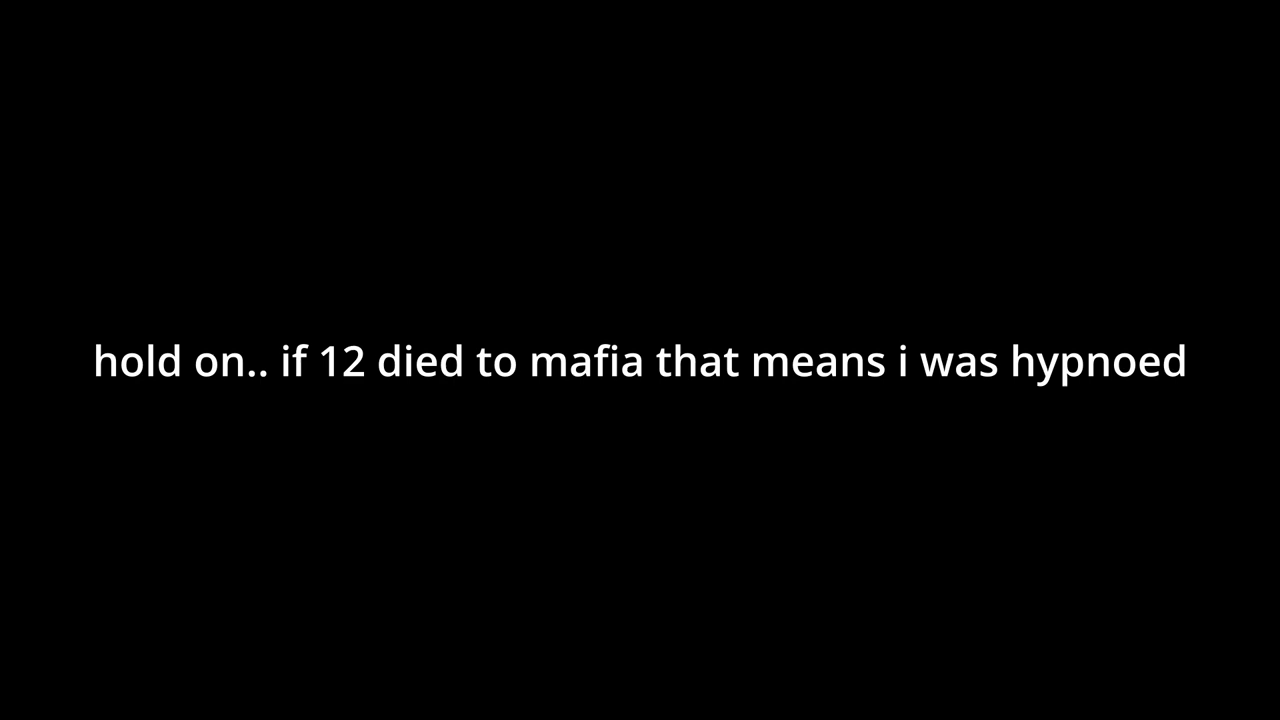 hold on.. if 12 died to mafia that means i was hypnoed